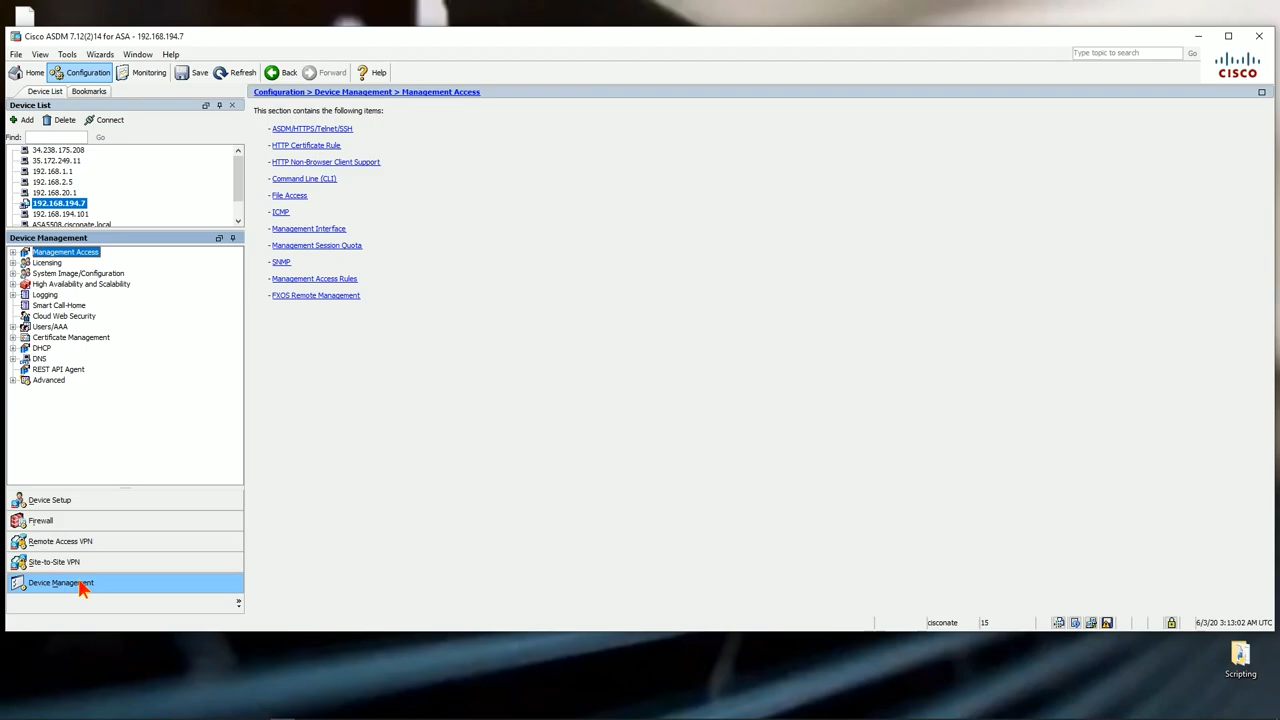 Cisco ASDM 7.12(2)14 for ASA - 192.168.194.7
File View Tools Wizards Window Help
Type topic to search Go
Home Configuration Monitoring Save Refresh Back Forward Help
CISCO
Device List Bookmarks
Device List
Add Delete Connect
Find: Go
34.238.175.208
35.172.249.11
192.168.1.1
192.168.2.5
192.168.20.1
192.168.194.7
192.168.194.101
ASA5508.cisconate.local
Device Management
Management Access
Licensing
System Image/Configuration
High Availability and Scalability
Logging
Smart Call-Home
Cloud Web Security
Users/AAA
Certificate Management
DHCP
DNS
REST API Agent
Advanced
Device Setup
Firewall
Remote Access VPN
Site-to-Site VPN
Device Management
Configuration > Device Management > Management Access
This section contains the following items:
- ASDM/HTTPS/Telnet/SSH
- HTTP Certificate Rule
- HTTP Non-Browser Client Support
- Command Line (CLI)
- File Access
- ICMP
- Management Interface
- Management Session Quota
- SNMP
- Management Access Rules
- FXOS Remote Management
cisconate 15 6/3/20 3:13:02 AM UTC
Scripting